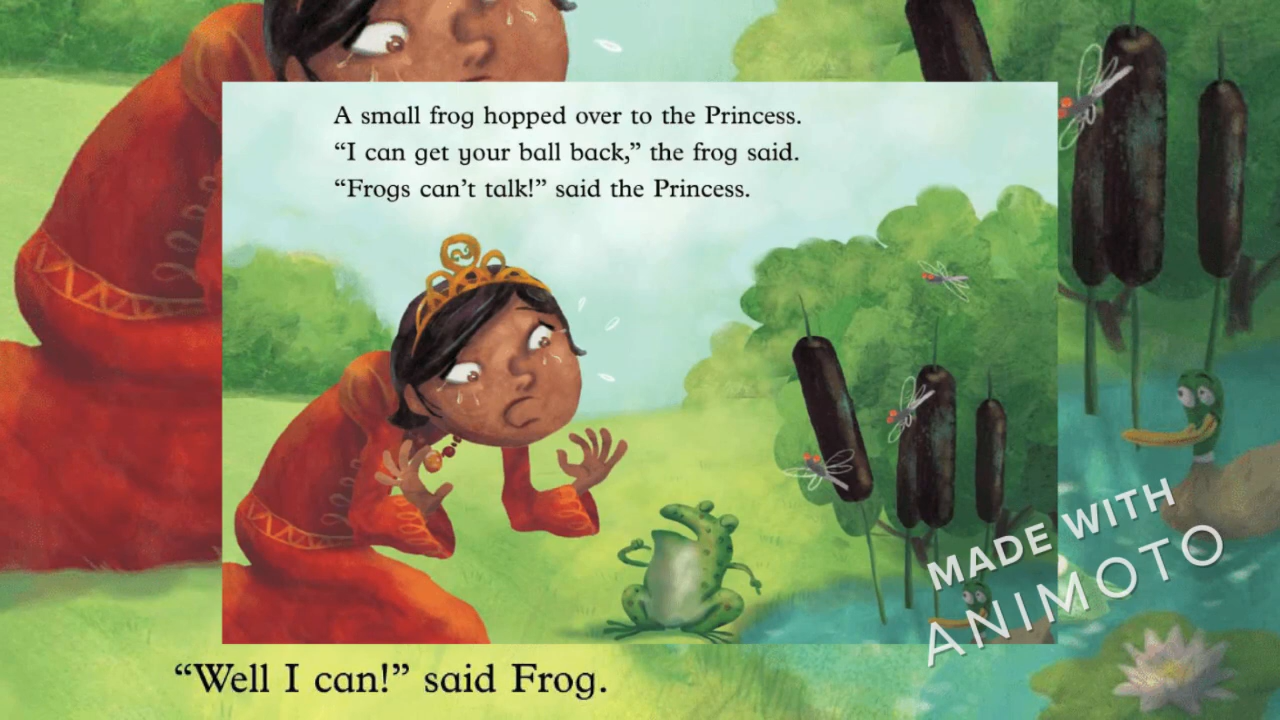 A small frog hopped over to the Princess.
“I can get your ball back,” the frog said.
“Frogs can’t talk!” said the Princess.
“Well I can!” said Frog.
MADE WITH
ANIMOTO